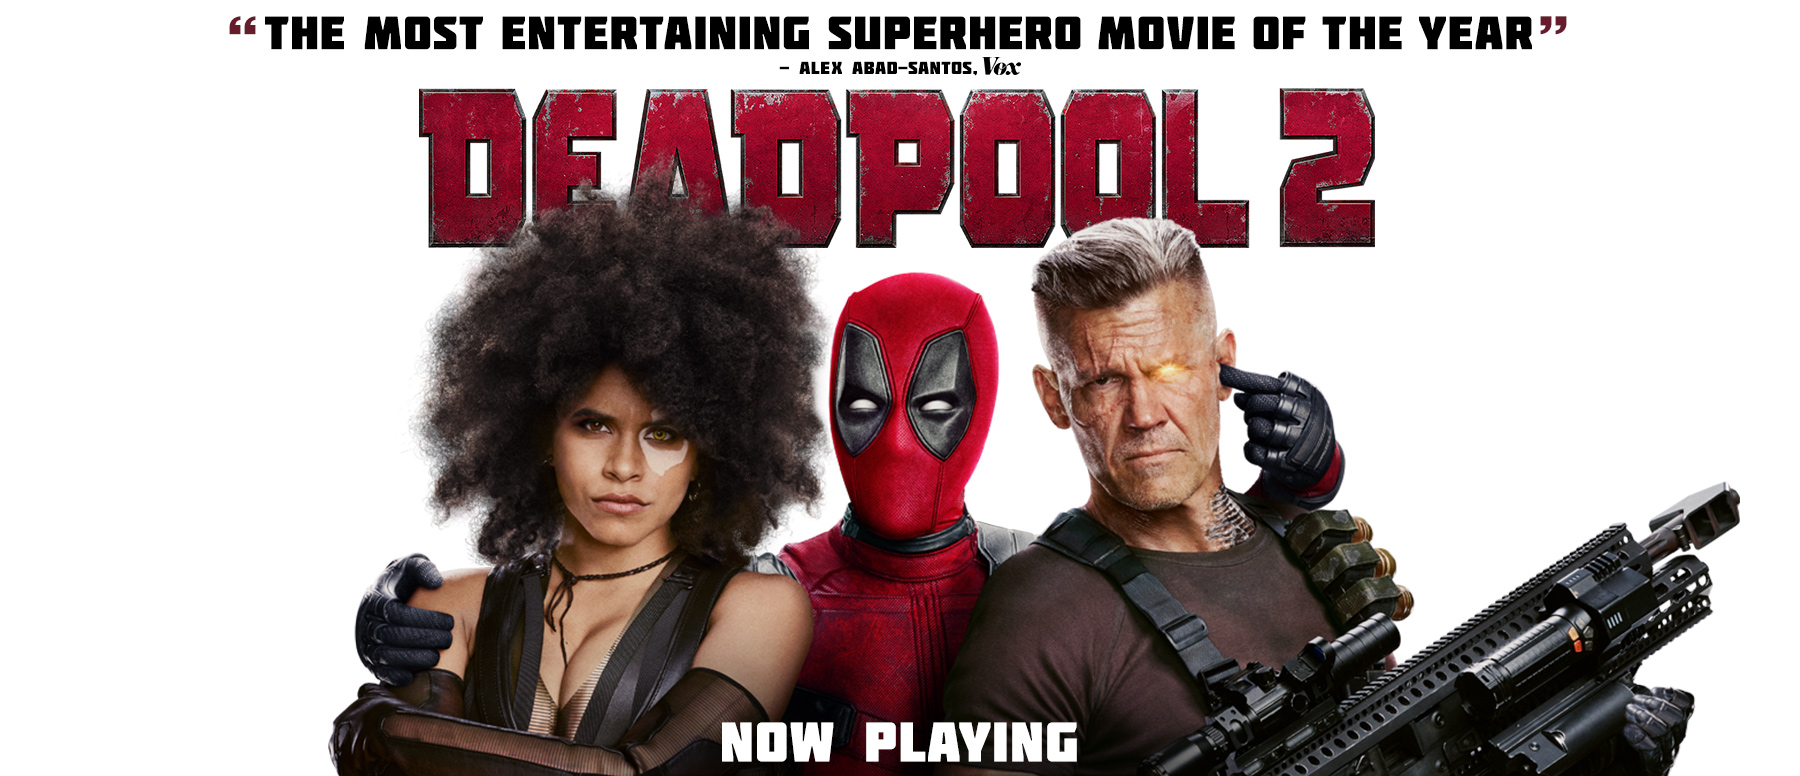 “THE MOST ENTERTAINING SUPERHERO MOVIE OF THE YEAR”
– ALEX ABAD-SANTOS, Vox
DEADPOOL 2
NOW PLAYING